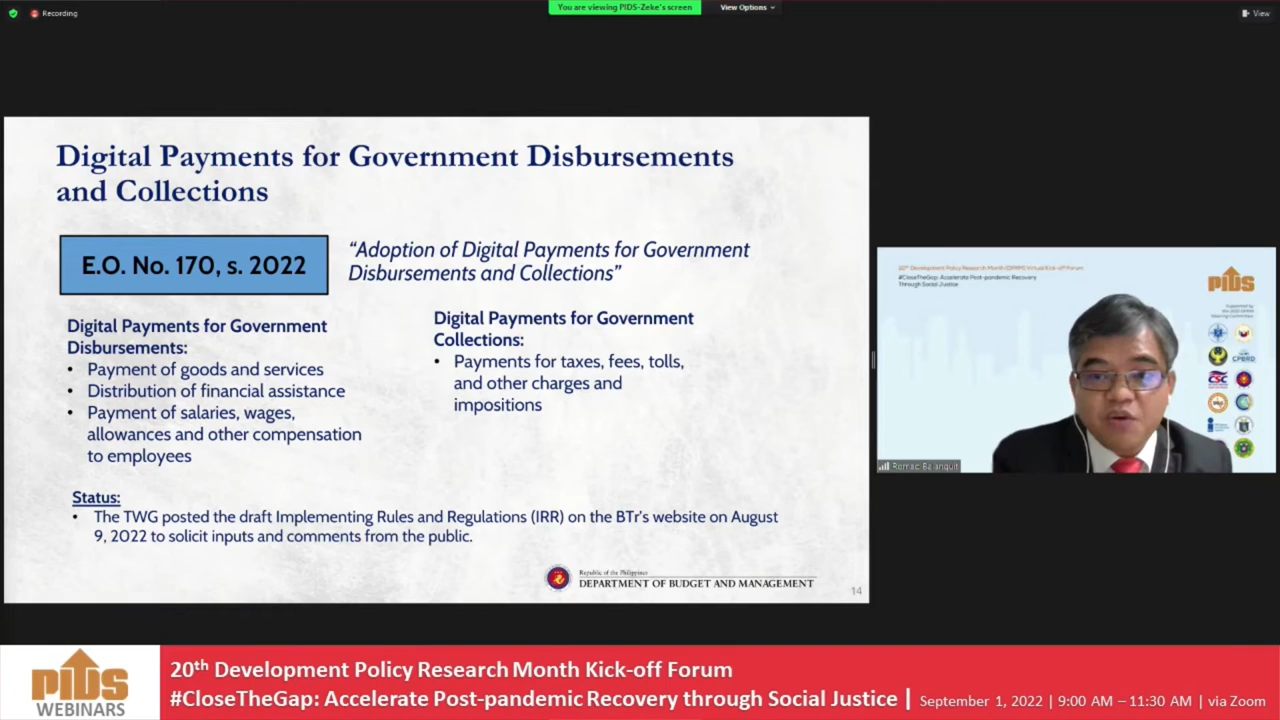 Recording
You are viewing PIDS-Zeke's screen
View Options
View
Digital Payments for Government Disbursements
and Collections
E.O. No. 170, s. 2022
“Adoption of Digital Payments for Government
Disbursements and Collections”
Digital Payments for Government
Disbursements:
• Payment of goods and services
• Distribution of financial assistance
• Payment of salaries, wages,
allowances and other compensation
to employees
Digital Payments for Government
Collections:
• Payments for taxes, fees, tolls,
and other charges and
impositions
Status:
• The TWG posted the draft Implementing Rules and Regulations (IRR) on the BTr's website on August
9, 2022 to solicit inputs and comments from the public.
Republic of the Philippines
DEPARTMENT OF BUDGET AND MANAGEMENT
14
20th Development Policy Research Month (DPRM) Virtual Kick-off Forum
#CloseTheGap: Accelerate Post-pandemic Recovery
Through Social Justice
PIDS
Supported by
CPBRD
CSC
Romac Balanquit
PIDS
WEBINARS
20th Development Policy Research Month Kick-off Forum
#CloseTheGap: Accelerate Post-pandemic Recovery through Social Justice | September 1, 2022 | 9:00 AM – 11:30 AM | via Zoom